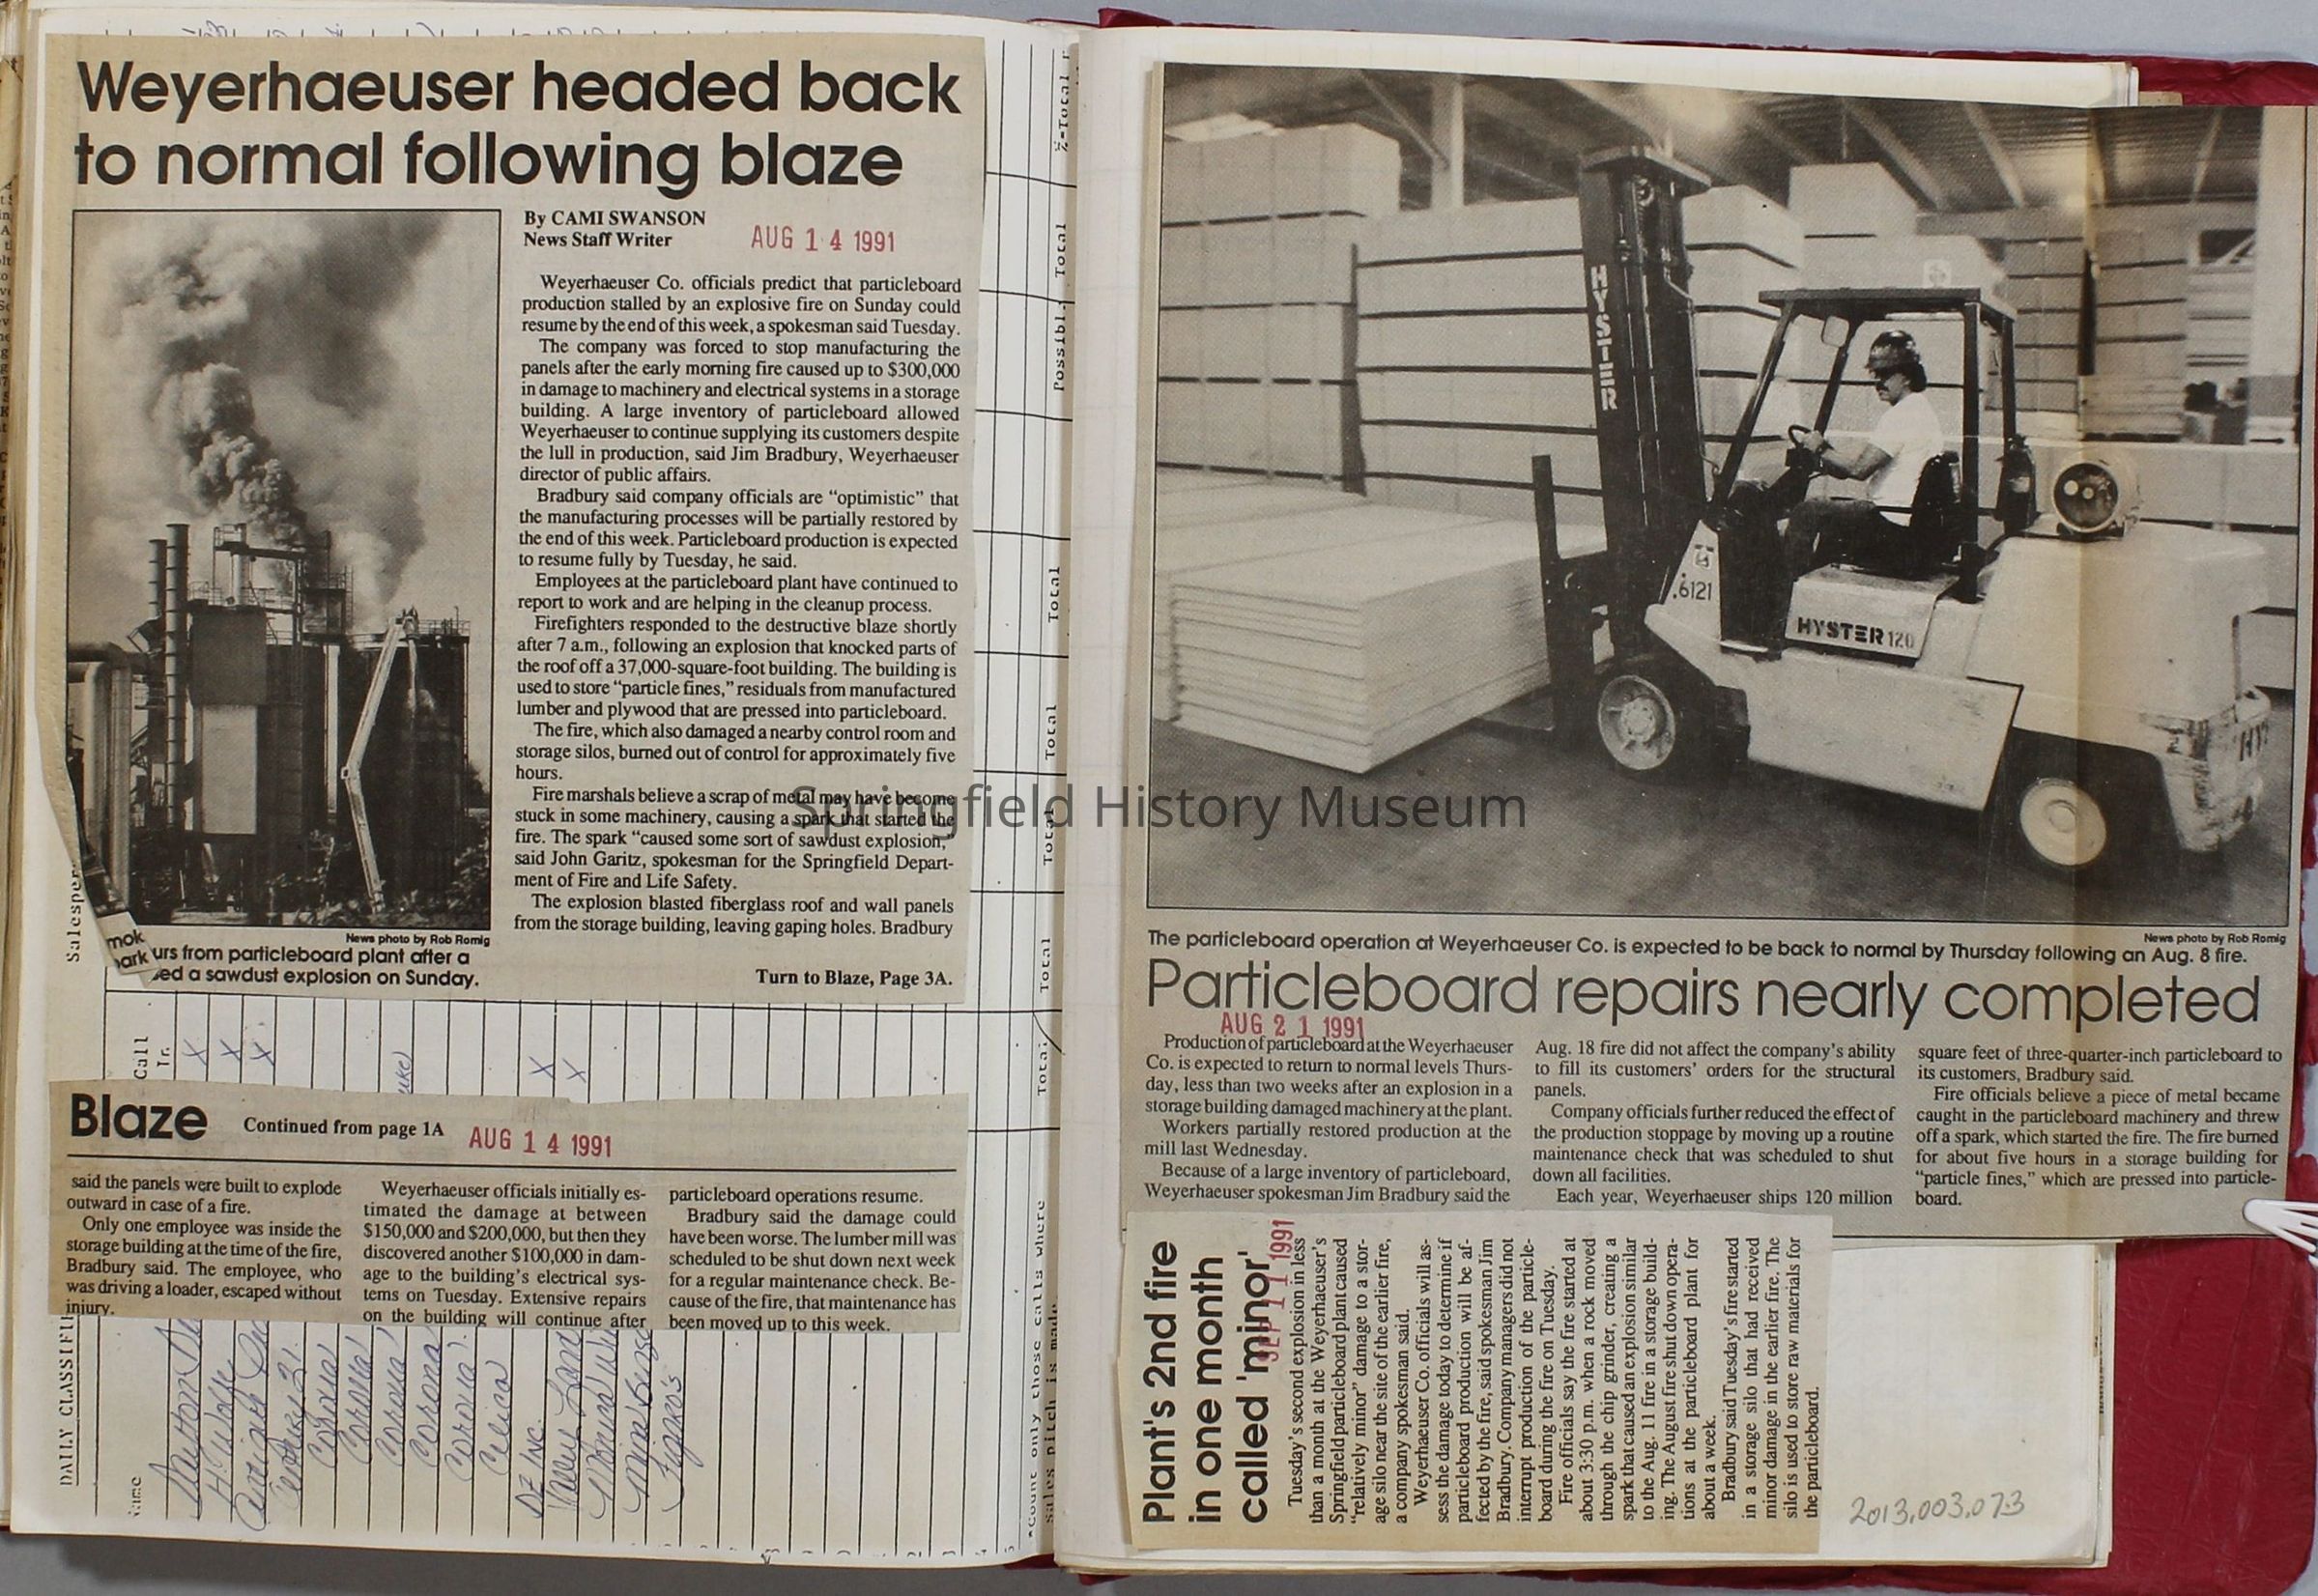 Weyerhaeuser headed back
to normal following blaze
By CAMI SWANSON
News Staff Writer
AUG 14 1991
Weyerhaeuser Co. officials predict that particleboard
production stalled by an explosive fire on Sunday could
resume by the end of this week, a spokesman said Tuesday.
The company was forced to stop manufacturing the
panels after the early morning fire caused up to $300,000
in damage to machinery and electrical systems in a storage
building. A large inventory of particleboard allowed
Weyerhaeuser to continue supplying its customers despite
the lull in production, said Jim Bradbury, Weyerhaeuser
director of public affairs.
Bradbury said company officials are “optimistic” that
the manufacturing processes will be partially restored by
the end of this week. Particleboard production is expected
to resume fully by Tuesday, he said.
Employees at the particleboard plant have continued to
report to work and are helping in the cleanup process.
Firefighters responded to the destructive blaze shortly
after 7 a.m., following an explosion that knocked parts of
the roof off a 37,000-square-foot building. The building is
used to store “particle fines,” residuals from manufactured
lumber and plywood that are pressed into particleboard.
The fire, which also damaged a nearby control room and
storage silos, burned out of control for approximately five
hours.
Fire marshals believe a scrap of metal may have become
stuck in some machinery, causing a spark that started the
fire. The spark “caused some sort of sawdust explosion,”
said John Garitz, spokesman for the Springfield Depart-
ment of Fire and Life Safety.
The explosion blasted fiberglass roof and wall panels
from the storage building, leaving gaping holes. Bradbury
Turn to Blaze, Page 3A.
News photo by Rob Romig
mok
urs from particleboard plant after a
park
ed a sawdust explosion on Sunday.
Salesper
Call
In
X X X
X X
Blaze
Continued from page 1A
AUG 14 1991
said the panels were built to explode
outward in case of a fire.
Only one employee was inside the
storage building at the time of the fire,
Bradbury said. The employee, who
was driving a loader, escaped without
injury.
Weyerhaeuser officials initially es-
timated the damage at between
$150,000 and $200,000, but then they
discovered another $100,000 in dam-
age to the building's electrical sys-
tems on Tuesday. Extensive repairs
on the building will continue after
particleboard operations resume.
Bradbury said the damage could
have been worse. The lumber mill was
scheduled to be shut down next week
for a regular maintenance check. Be-
cause of the fire, that maintenance has
been moved up to this week.
DAILY CLASSIFI
Name
H. Wolfe
Corona
Corona
Corona
Corona
Corona
Celica
DZ INC.
Valley
*Count only those calls where
sales pitch is made.
Total
Total
Total
Total
Total
Total
Total
HYSTER
6121
HYSTER 120
News photo by Rob Romig
The particleboard operation at Weyerhaeuser Co. is expected to be back to normal by Thursday following an Aug. 8 fire.
Particleboard repairs nearly completed
AUG 21 1991
Production of particleboard at the Weyerhaeuser
Co. is expected to return to normal levels Thurs-
day, less than two weeks after an explosion in a
storage building damaged machinery at the plant.
Workers partially restored production at the
mill last Wednesday.
Because of a large inventory of particleboard,
Weyerhaeuser spokesman Jim Bradbury said the
Aug. 18 fire did not affect the company's ability
to fill its customers' orders for the structural
panels.
Company officials further reduced the effect of
the production stoppage by moving up a routine
maintenance check that was scheduled to shut
down all facilities.
Each year, Weyerhaeuser ships 120 million
square feet of three-quarter-inch particleboard to
its customers, Bradbury said.
Fire officials believe a piece of metal became
caught in the particleboard machinery and threw
off a spark, which started the fire. The fire burned
for about five hours in a storage building for
“particle fines,” which are pressed into particle-
board.
Plant's 2nd fire
in one month
called 'minor'
SEP 11 1991
Tuesday's second explosion in less
than a month at the Weyerhaeuser's
Springfield particleboard plant caused
“relatively minor” damage to a stor-
age silo near the site of the earlier fire,
a company spokesman said.
Weyerhaeuser Co. officials will as-
sess the damage today to determine if
particleboard production will be af-
fected by the fire, said spokesman Jim
Bradbury. Company managers did not
interrupt production of the particle-
board during the fire on Tuesday.
Fire officials say the fire started at
about 3:30 p.m. when a rock moved
through the chip grinder, creating a
spark that caused an explosion similar
to the Aug. 11 fire in a storage build-
ing. The August fire shut down opera-
tions at the particleboard plant for
about a week.
Bradbury said Tuesday's fire started
in a storage silo that had received
minor damage in the earlier fire. The
silo is used to store raw materials for
the particleboard.
2013.003.073
Springfield History Museum